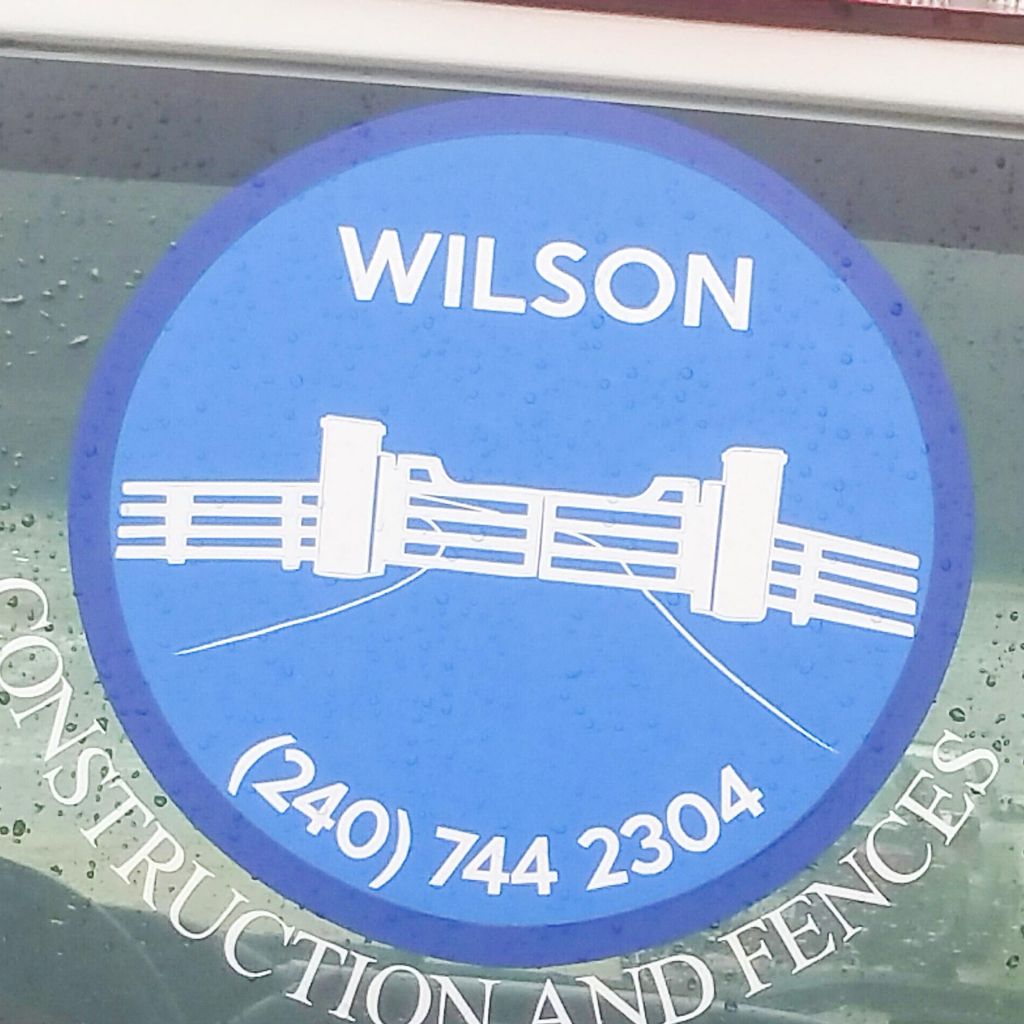 WILSON
(240) 744 2304
CONSTRUCTION AND FENCES